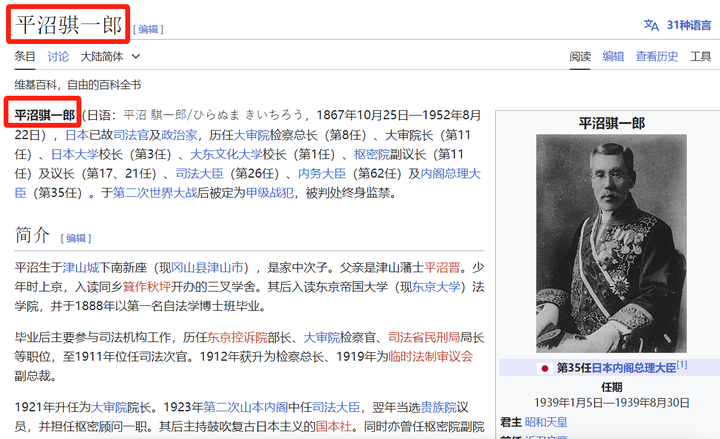 平沼骐一郎 [编辑]
31种语言
条目 讨论 大陆简体
阅读 编辑 查看历史 工具
维基百科,自由的百科全书
平沼骐一郎(日语:平沼 騏一郎/ひらぬま きいちろう,1867年10月25日—1952年8月
22日),日本已故司法官及政治家,历任大审院检察总长(第8任)、大审院长(第11
任)、日本大学校长(第3任)、大东文化大学校长(第1任)、枢密院副议长(第11
任)及议长(第17、21任)、司法大臣(第26任)、内务大臣(第62任)及内阁总理大
臣(第35任)。于第二次世界大战后被定为甲级战犯,被判处终身监禁。
简介 [编辑]
平沼生于津山城下南新座(现冈山县津山市),是家中次子。父亲是津山藩士平沼晋。少
年时上京,入读同乡箕作秋坪开办的三叉学舍。其后入读东京帝国大学(现东京大学)法
学院,并于1888年以第一名自法学博士班毕业。
毕业后主要参与司法机构工作,历任东京控诉院部长、大审院检察官、司法省民刑局局长
等职位,至1911年位任司法次官。1912年获升为检察总长、1919年为临时法制审议会
副总裁。
1921年升任为大审院院长。1923年第二次山本内阁中任司法大臣,翌年当选贵族院议
员,并担任枢密顾问一职。其后主持鼓吹复古日本主义的国本社。同时亦曾任枢密院副院
平沼骐一郎
第35任日本内阁总理大臣[1]
任期
1939年1月5日—1939年8月30日
君主 昭和天皇